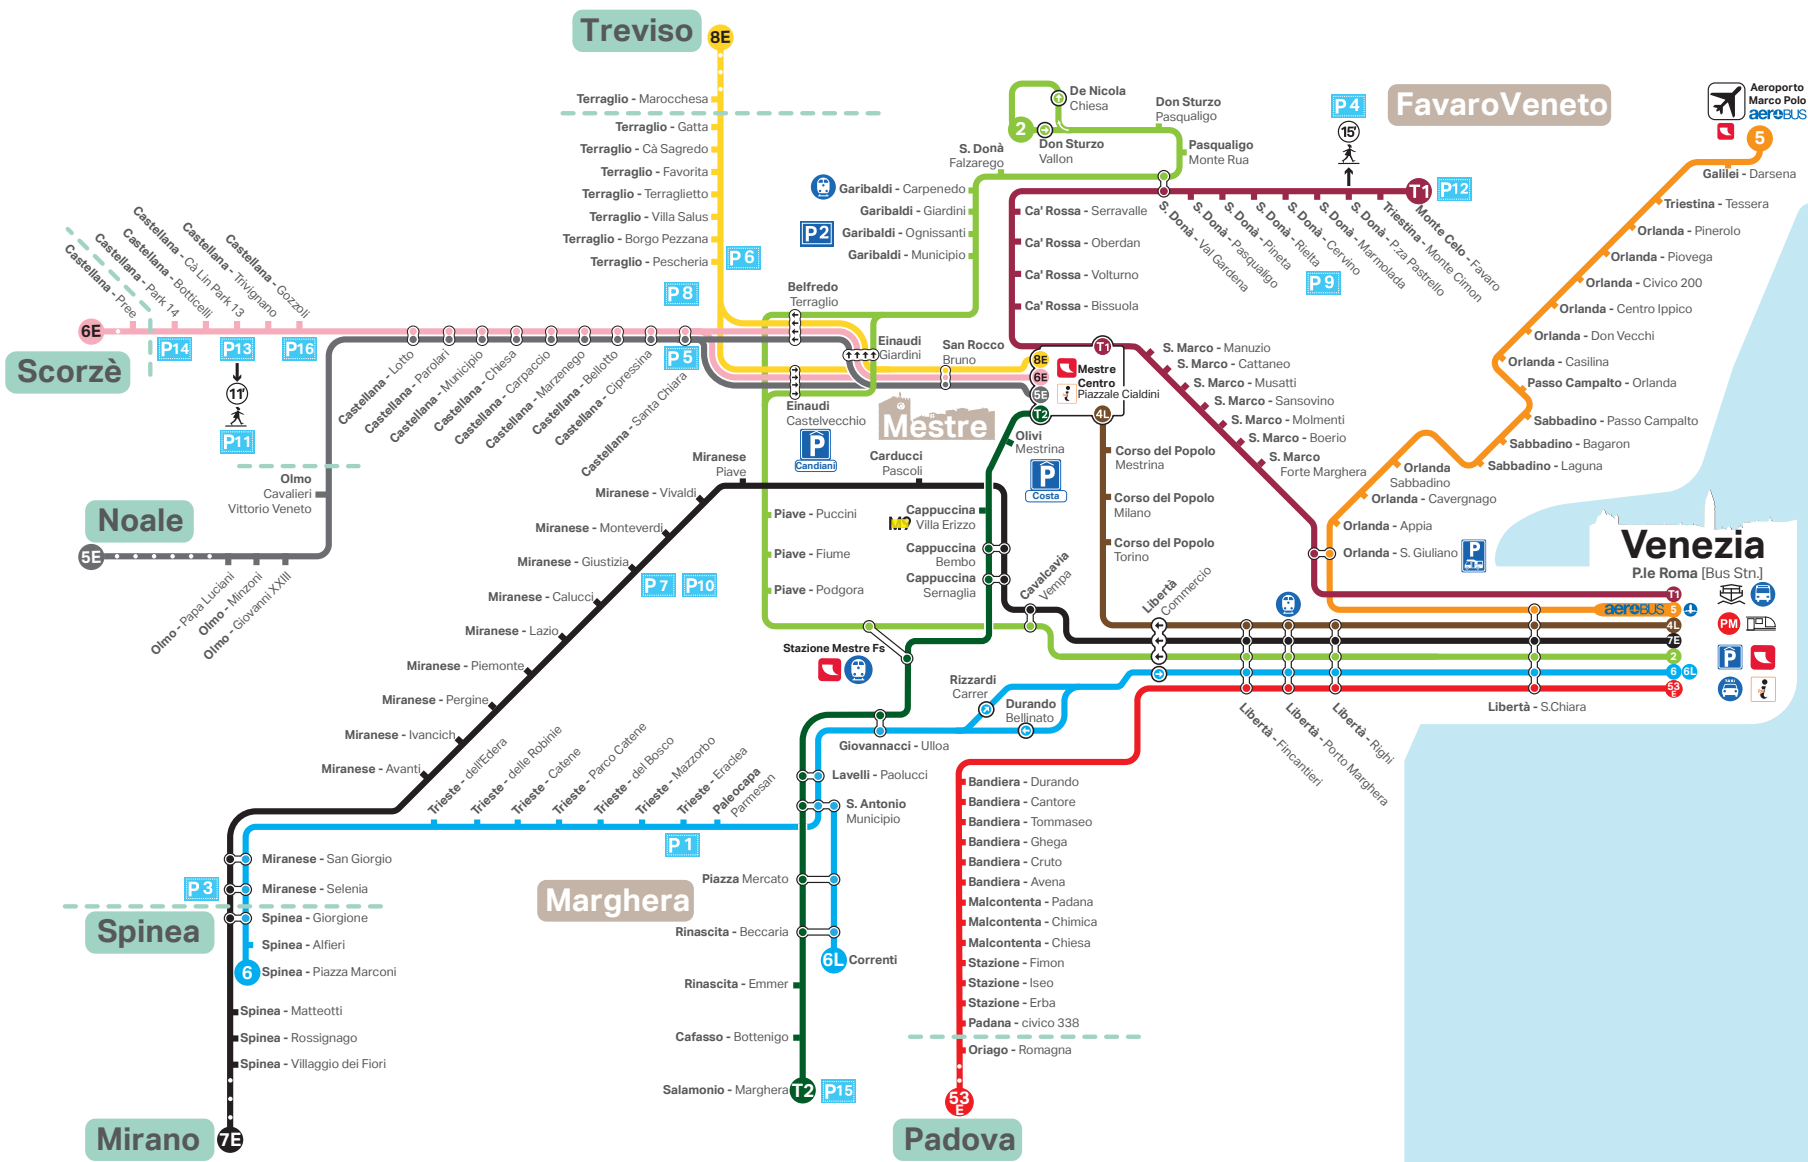 Treviso
8E
Terraglio - Marocchesa
Terraglio - Gatta
Terraglio - Cà Sagredo
Terraglio - Favorita
Terraglio - Terraglietto
Terraglio - Villa Salus
Terraglio - Borgo Pezzana
Terraglio - Pescheria
P 6
P 8
P 5
De Nicola
Chiesa
2
Don Sturzo
Vallon
Don Sturzo
Pasqualigo
Pasqualigo
Monte Rua
S. Donà
Falzarego
Garibaldi - Carpenedo
Garibaldi - Giardini
Garibaldi - Ognissanti
Garibaldi - Municipio
P 2
P 4
15'
FavaroVeneto
T1
P12
Ca' Rossa - Serravalle
Ca' Rossa - Oberdan
Ca' Rossa - Volturno
Ca' Rossa - Bissuola
S. Donà - Val Gardena
S. Donà - Pasqualigo
S. Donà - Pineta
S. Donà - Rielta
S. Donà - Cervino
S. Donà - Marmolada
S. Donà - P.zza Pastrello
Triestina - Monte Cimon
Monte Celo - Favaro
P 9
Aeroporto
Marco Polo
aeroBUS
5
Galilei - Darsena
Triestina - Tessera
Orlanda - Pinerolo
Orlanda - Piovega
Orlanda - Civico 200
Orlanda - Centro Ippico
Orlanda - Don Vecchi
Orlanda - Casilina
Passo Campalto - Orlanda
Sabbadino - Passo Campalto
Sabbadino - Bagaron
Sabbadino - Laguna
Orlanda
Sabbadino
Orlanda - Cavergnago
Orlanda - Appia
Orlanda - S. Giuliano
P
Castellana - Pree
Castellana - Park 14
Castellana - Botticelli
Castellana - Cà Lin Park 13
Castellana - Trivignano
Castellana - Gozzoli
6E
Scorzè
P14
P13
P16
11'
P11
Castellana - Lotto
Castellana - Parolari
Castellana - Municipio
Castellana - Chiesa
Castellana - Carpaccio
Castellana - Marzenego
Castellana - Bellotto
Castellana - Cipressina
Castellana - Santa Chiara
Belfredo
Terraglio
Einaudi
Giardini
San Rocco
Bruno
Einaudi
Castelvecchio
P
Candiani
Mestre
8E
6E
5E
T2
T1
4L
Mestre
Centro
Piazzale Cialdini
Olivi
Mestrina
P
Costa
Corso del Popolo
Mestrina
Corso del Popolo
Milano
Corso del Popolo
Torino
S. Marco - Manuzio
S. Marco - Cattaneo
S. Marco - Musatti
S. Marco - Sansovino
S. Marco - Molmenti
S. Marco - Boerio
S. Marco
Forte Marghera
Olmo
Cavalieri
Vittorio Veneto
Noale
5E
Olmo - Papa Luciani
Olmo - Minzoni
Olmo - Giovanni XXIII
Miranese
Piave
Carducci
Pascoli
Miranese - Vivaldi
Miranese - Monteverdi
Miranese - Giustizia
Miranese - Calucci
Miranese - Lazio
Miranese - Piemonte
Miranese - Pergine
Miranese - Ivancich
Miranese - Avanti
P 7
P10
Piave - Puccini
Piave - Fiume
Piave - Podgora
M9
Cappuccina
Villa Erizzo
Cappuccina
Bembo
Cappuccina
Sernaglia
Cavalcavia
Vempa
Libertà
Commercio
Stazione Mestre Fs
Venezia
P.le Roma [Bus Stn.]
T1
aeroBUS
5
4L
7E
2
6
6L
53
E
PM
P
TAXI
Libertà - Fincantieri
Libertà - Porto Marghera
Libertà - Righi
Libertà - S.Chiara
Rizzardi
Carrer
Durando
Bellinato
Giovannacci - Ulloa
Lavelli - Paolucci
S. Antonio
Municipio
Trieste - dell'Edera
Trieste - delle Robinie
Trieste - Catene
Trieste - Parco Catene
Trieste - del Bosco
Trieste - Mazzorbo
Trieste - Eraclea
Paleocapa
Parmesan
P 1
Marghera
Piazza Mercato
Rinascita - Beccaria
6L
Correnti
Rinascita - Emmer
Cafasso - Bottenigo
Salamonio - Marghera
T2
P15
Miranese - San Giorgio
Miranese - Selenia
P 3
Spinea
Spinea - Giorgione
Spinea - Alfieri
6
Spinea - Piazza Marconi
Spinea - Matteotti
Spinea - Rossignago
Spinea - Villaggio dei Fiori
Mirano
7E
Bandiera - Durando
Bandiera - Cantore
Bandiera - Tommaseo
Bandiera - Ghega
Bandiera - Cruto
Bandiera - Avena
Malcontenta - Padana
Malcontenta - Chimica
Malcontenta - Chiesa
Stazione - Fimon
Stazione - Iseo
Stazione - Erba
Padana - civico 338
Oriago - Romagna
53
E
Padova